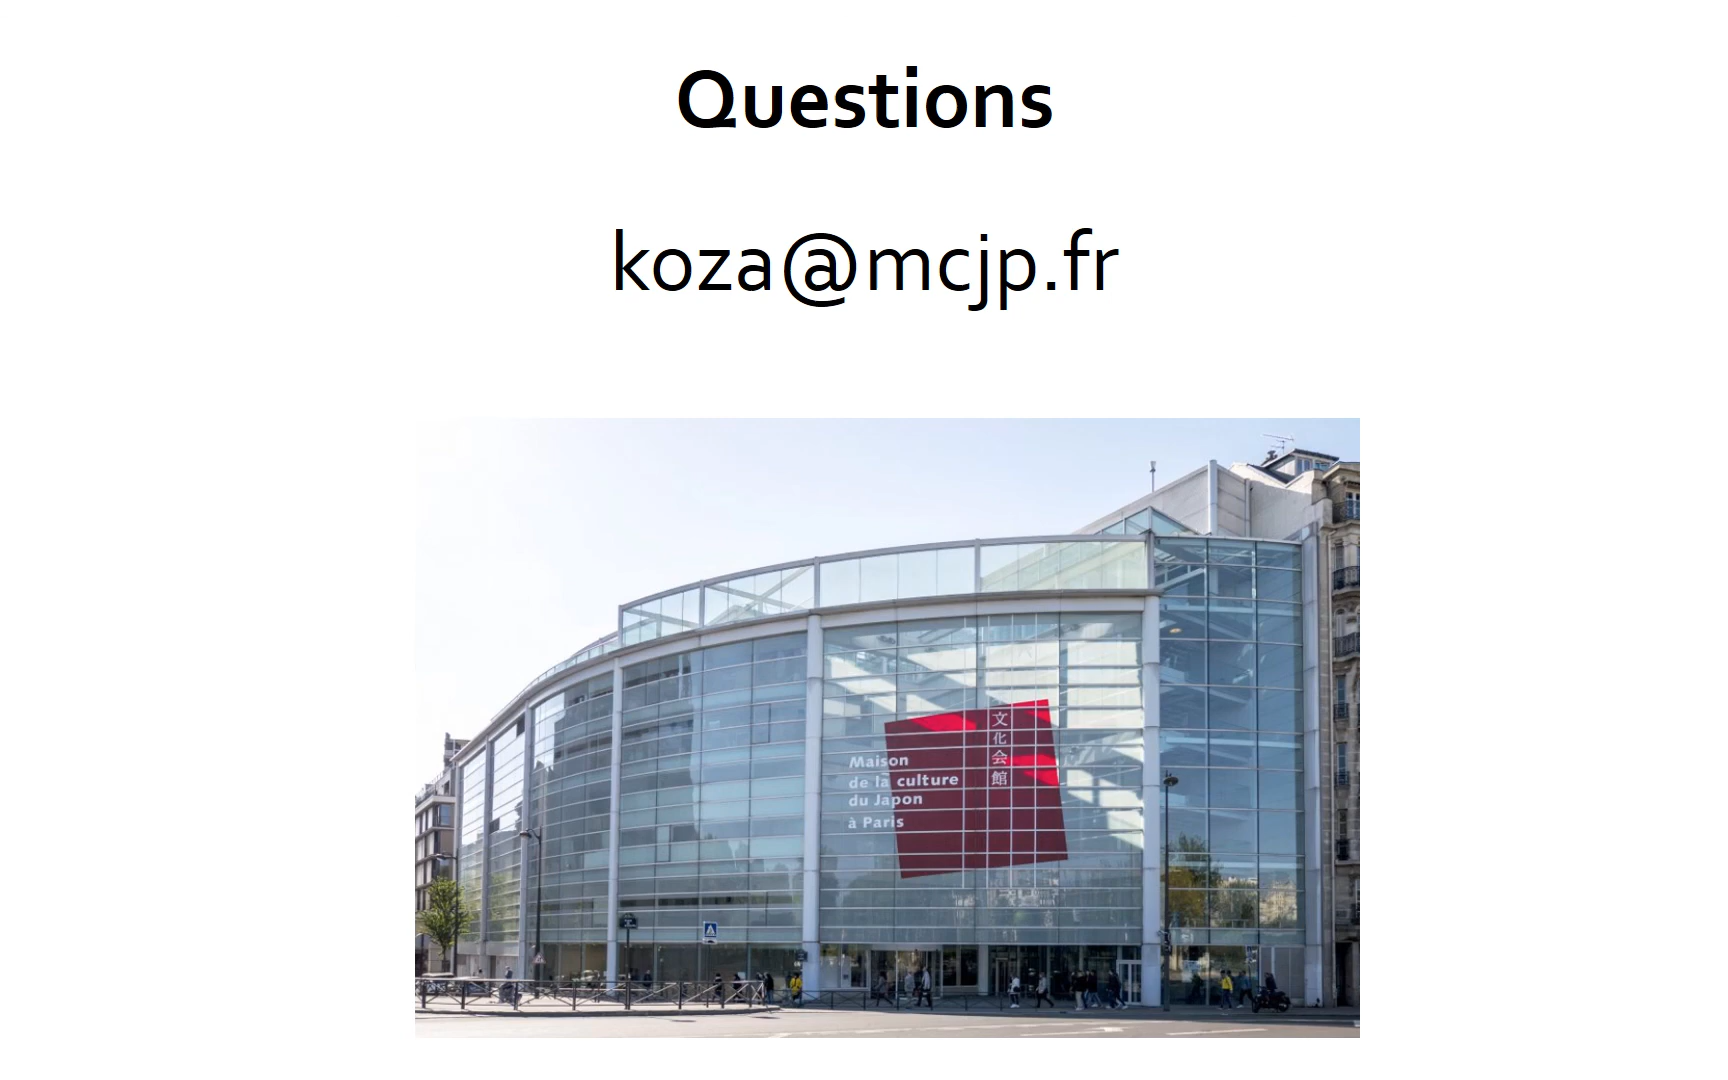 Questions
koza@mcjp.fr
文化会館
Maison
de la culture
du Japon
à Paris